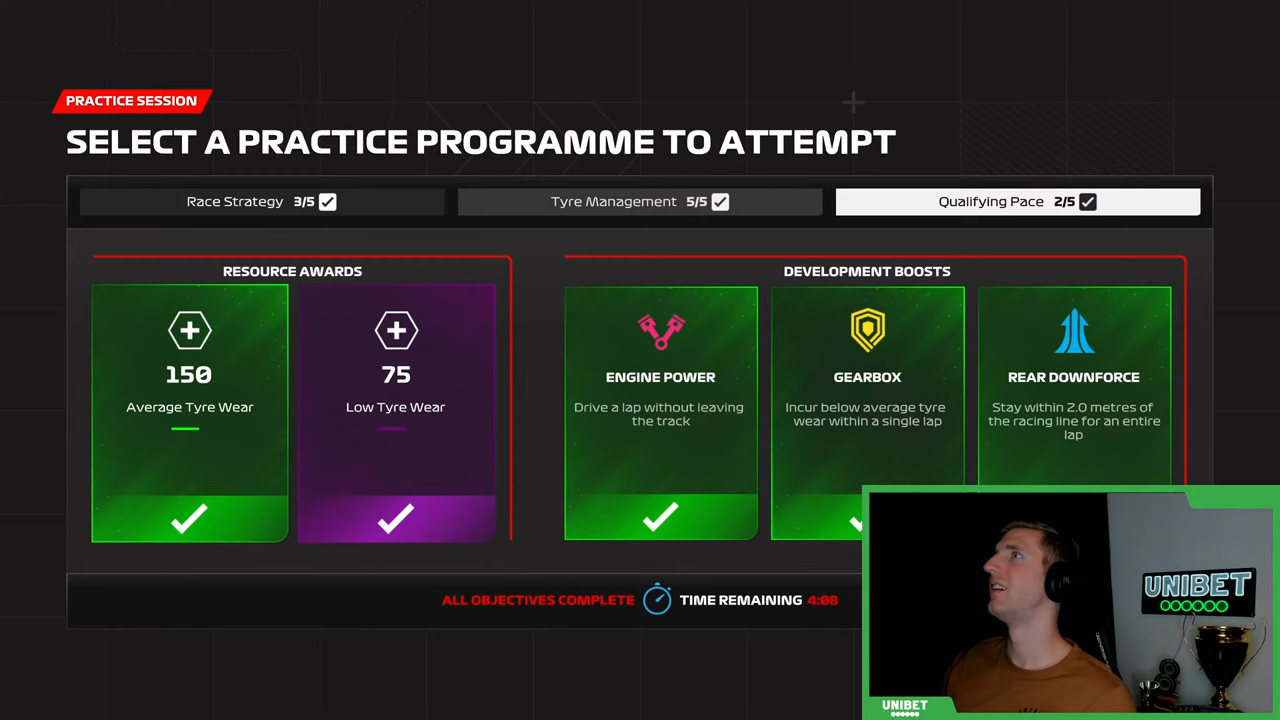 PRACTICE SESSION
SELECT A PRACTICE PROGRAMME TO ATTEMPT
Race Strategy 3/5
Tyre Management 5/5
Qualifying Pace 2/5
RESOURCE AWARDS
150
Average Tyre Wear
75
Low Tyre Wear
DEVELOPMENT BOOSTS
ENGINE POWER
Drive a lap without leaving
the track
GEARBOX
Incur below average tyre
wear within a single lap
REAR DOWNFORCE
Stay within 2.0 metres of
the racing line for an entire
lap
ALL OBJECTIVES COMPLETE
TIME REMAINING 4:08
UNIBET
UNIBET